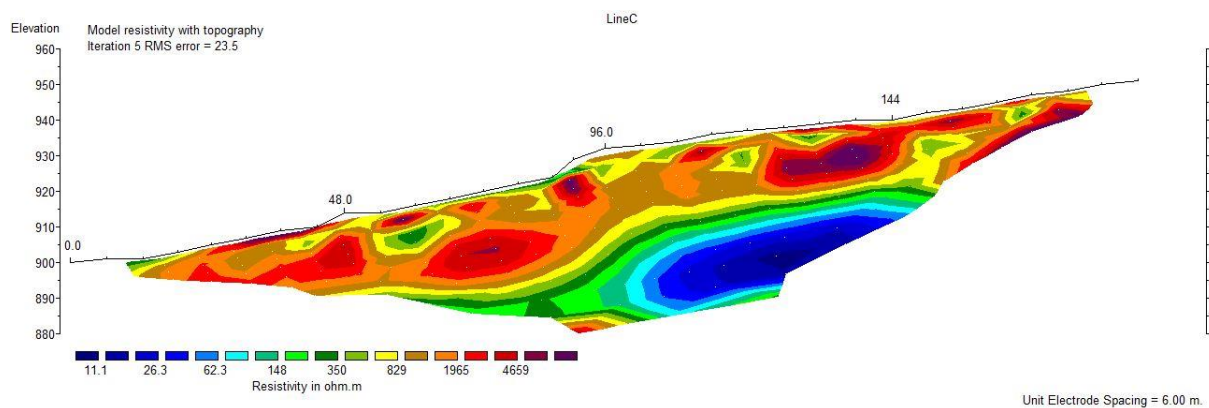 LineC
Elevation
Model resistivity with topography
Iteration 5 RMS error = 23.5
960
950
940
930
920
910
900
890
880
0.0
48.0
96.0
144
11.1 26.3 62.3 148 350 829 1965 4659
Resistivity in ohm.m
Unit Electrode Spacing = 6.00 m.